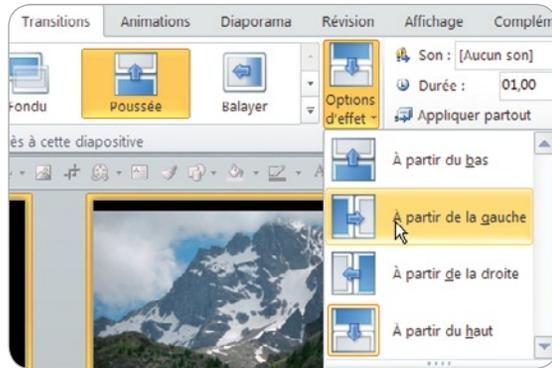 Transitions Animations Diaporama Révision Affichage Complém
Fondu Poussée Balayer
Options d'effet
Son : [Aucun son]
Durée : 01,00
Appliquer partout
ès à cette diapositive
À partir du bas
À partir de la gauche
À partir de la droite
À partir du haut